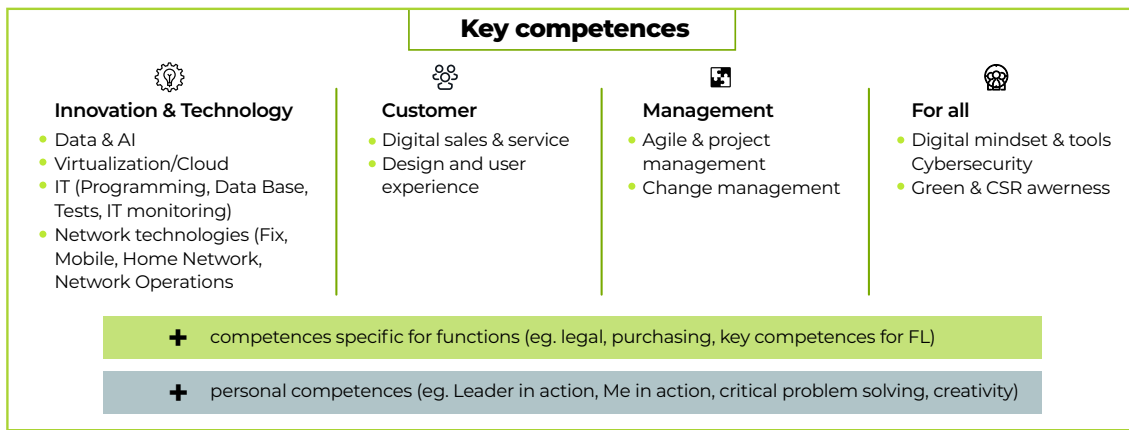 Key competences
Innovation & Technology
• Data & AI
• Virtualization/Cloud
• IT (Programming, Data Base,
Tests, IT monitoring)
• Network technologies (Fix,
Mobile, Home Network,
Network Operations
Customer
• Digital sales & service
• Design and user
experience
Management
• Agile & project
management
• Change management
For all
• Digital mindset & tools
Cybersecurity
• Green & CSR awerness
+ competences specific for functions (eg. legal, purchasing, key competences for FL)
+ personal competences (eg. Leader in action, Me in action, critical problem solving, creativity)